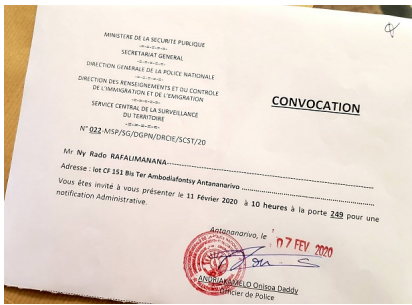 MINISTERE DE LA SECURITE PUBLIQUE
-=-=-=-=-
SECRETARIAT GENERAL
-=-=-=-=-
DIRECTION GENERALE DE LA POLICE NATIONALE
-=-=-=-=-
DIRECTION DES RENSEIGNEMENTS ET DU CONTROLE
DE L'IMMIGRATION ET DE L'EMIGRATION
-=-=-=-=-
SERVICE CENTRAL DE LA SURVEILLANCE
DU TERRITOIRE
-=-=-=-=-
N° 022-MSP/SG/DGPN/DRCIE/SCST/20
CONVOCATION
Mr Ny Rado RAFALIMANANA
Adresse : lot CF 151 Bis Ter Ambodiafontsy Antananarivo
Vous êtes invité à vous présenter le 11 Février 2020 à 10 heures à la porte 249 pour une
notification Administrative.
Antananarivo, le 07 FEV 2020
ANDRIAKAMELO Onisoa Daddy
Officier de Police